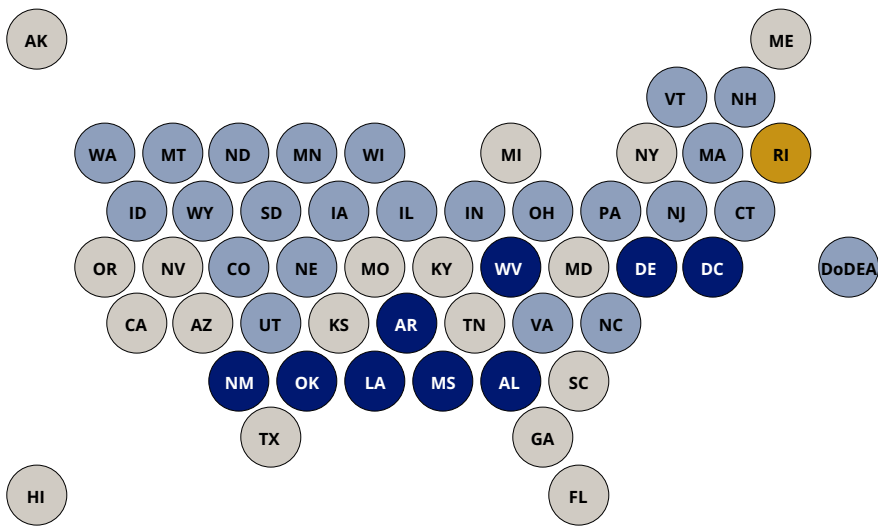 AK ME
VT NH
WA MT ND MN WI MI NY MA RI
ID WY SD IA IL IN OH PA NJ CT
OR NV CO NE MO KY WV MD DE DC DoDEA
CA AZ UT KS AR TN VA NC
NM OK LA MS AL SC
TX GA
HI FL